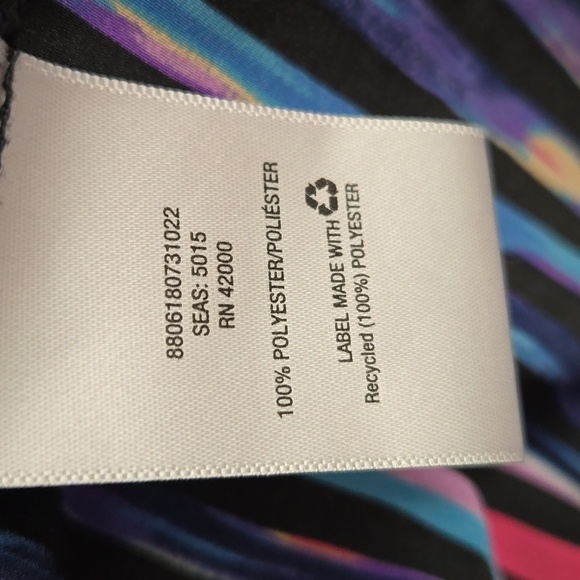 8806180731022
SEAS: 5015
RN 42000
100% POLYESTER/POLIÉSTER
LABEL MADE WITH
Recycled (100%) POLYESTER